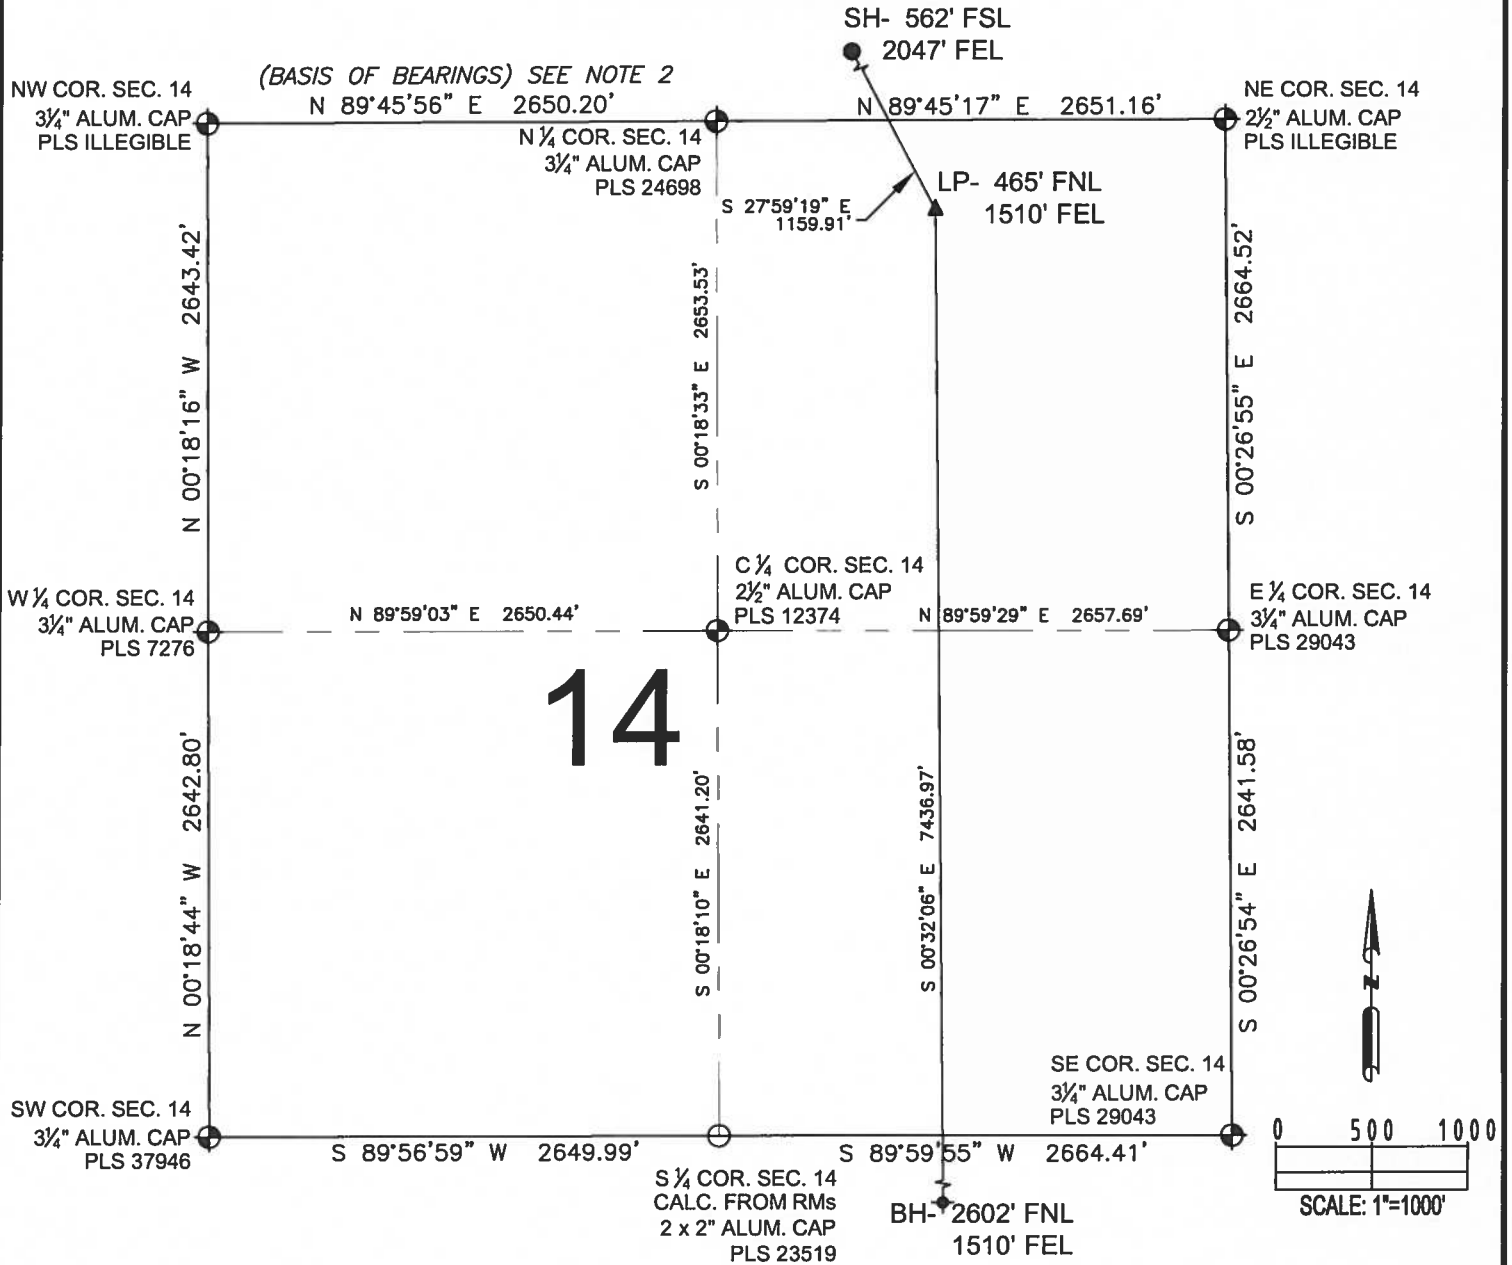 SH- 562' FSL
2047' FEL
(BASIS OF BEARINGS) SEE NOTE 2
NW COR. SEC. 14
3¼" ALUM. CAP
PLS ILLEGIBLE
N 89°45'56" E 2650.20'
N 89°45'17" E 2651.16'
NE COR. SEC. 14
2½" ALUM. CAP
PLS ILLEGIBLE
N ¼ COR. SEC. 14
3¼" ALUM. CAP
PLS 24698
LP- 465' FNL
1510' FEL
S 27°59'19" E
1159.91'
N 00°18'16" W 2643.42'
S 00°18'33" E 2653.53'
S 00°26'55" E 2664.52'
W ¼ COR. SEC. 14
3¼" ALUM. CAP
PLS 7276
N 89°59'03" E 2650.44'
C ¼ COR. SEC. 14
2½" ALUM. CAP
PLS 12374
N 89°59'29" E 2657.69'
E ¼ COR. SEC. 14
3¼" ALUM. CAP
PLS 29043
14
N 00°18'44" W 2642.80'
S 00°18'10" E 2641.20'
S 00°32'06" E 7436.97'
S 00°26'54" E 2641.58'
N
SW COR. SEC. 14
3¼" ALUM. CAP
PLS 37946
SE COR. SEC. 14
3¼" ALUM. CAP
PLS 29043
S 89°56'59" W 2649.99'
S 89°59'55" W 2664.41'
S ¼ COR. SEC. 14
CALC. FROM RMs
2 x 2" ALUM. CAP
PLS 23519
BH- 2602' FNL
1510' FEL
0 500 1000
SCALE: 1"=1000'